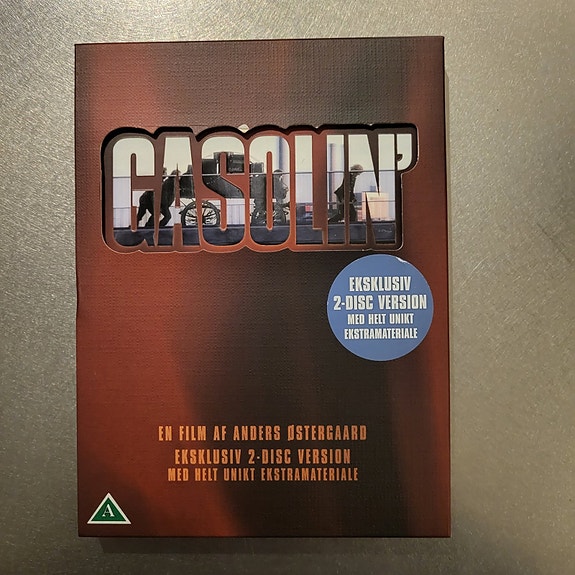 GASOLIN'
EKSKLUSIV
2-DISC VERSION
MED HELT UNIKT
EKSTRAMATERIALE
EN FILM AF ANDERS ØSTERGAARD
EKSKLUSIV 2-DISC VERSION
MED HELT UNIKT EKSTRAMATERIALE
A